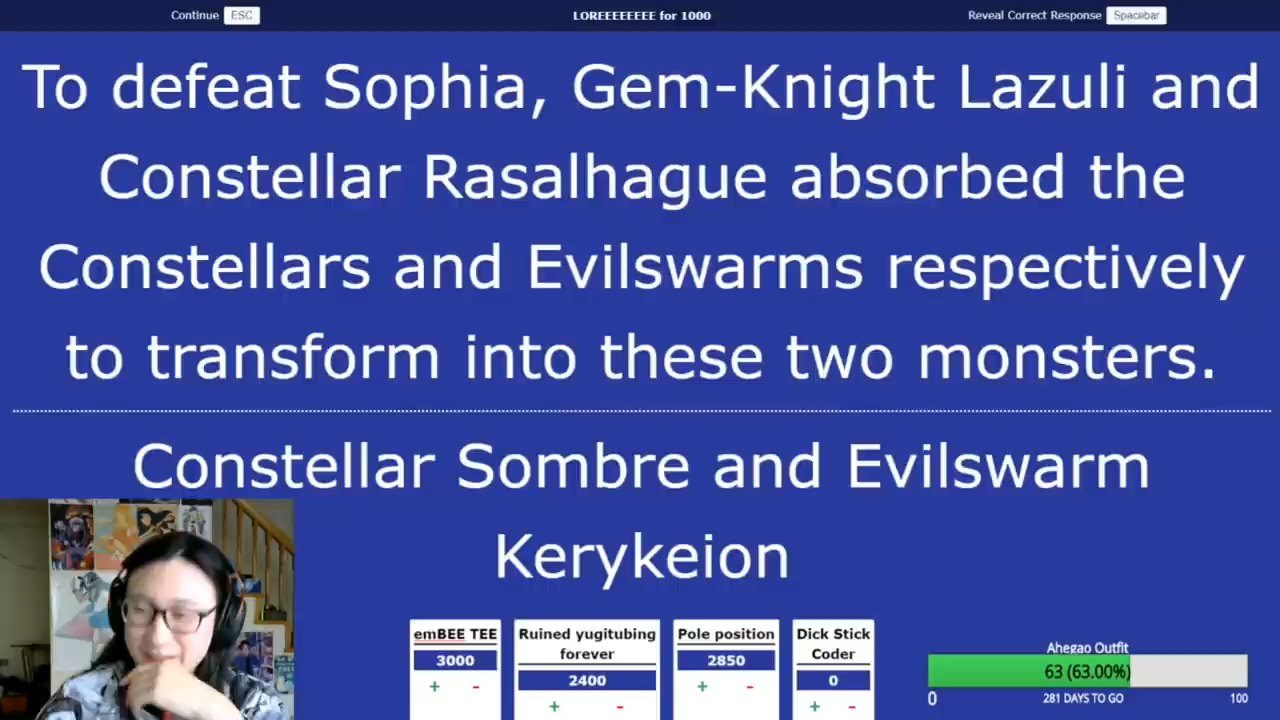 Continue ESC LOREEEEEEEE for 1000 Reveal Correct Response Spacebar
To defeat Sophia, Gem-Knight Lazuli and
Constellar Rasalhague absorbed the
Constellars and Evilswarms respectively
to transform into these two monsters.
Constellar Sombre and Evilswarm
Kerykeion
emBEE TEE
3000
+ -
Ruined yugitubing
forever
2400
+ -
Pole position
2850
+ -
Dick Stick
Coder
0
+ -
Ahegao Outfit
63 (63.00%)
0 281 DAYS TO GO 100